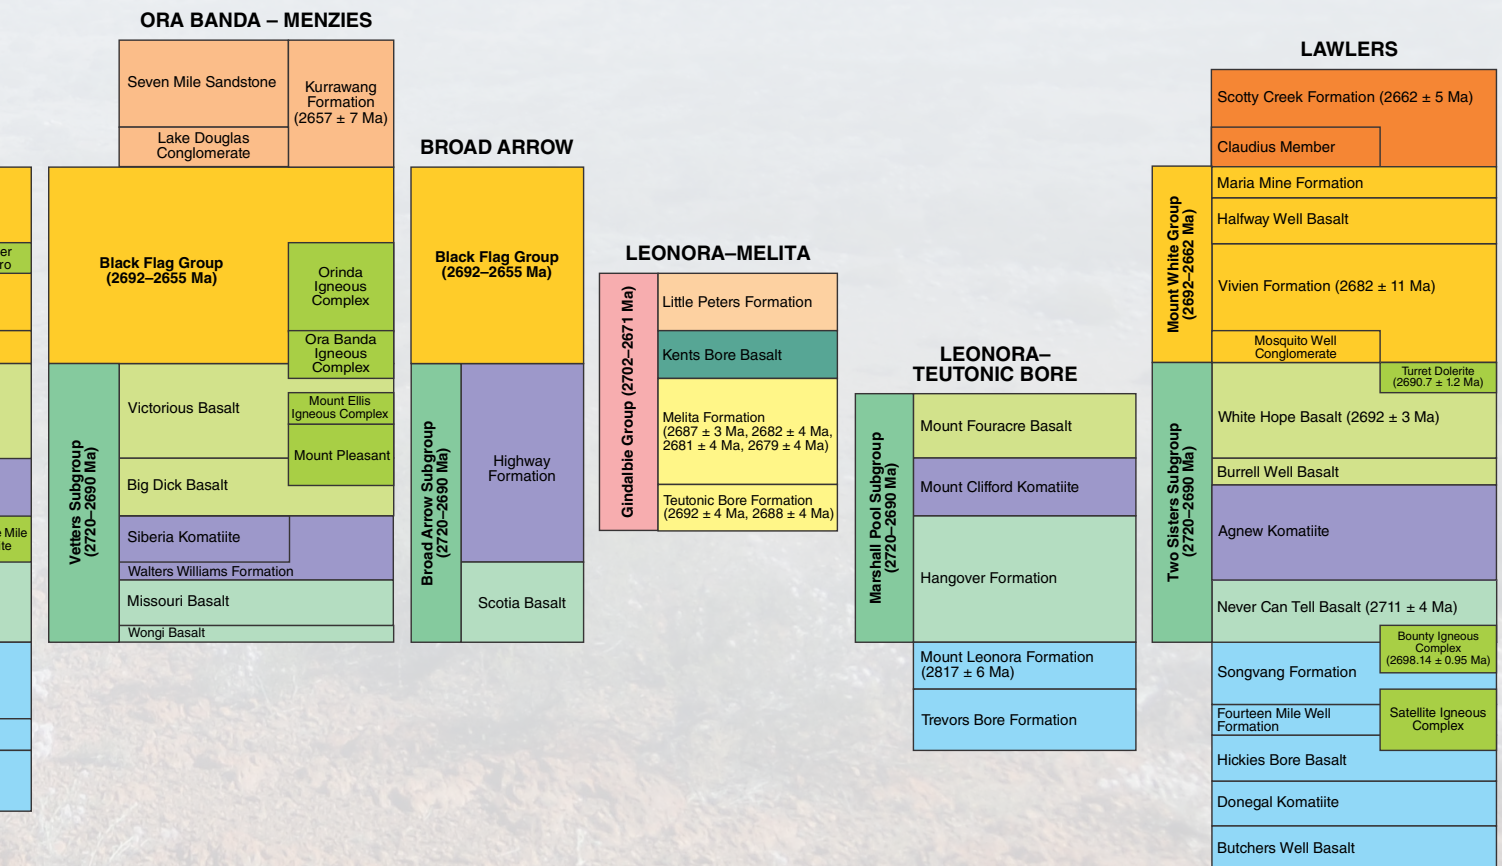 er
ro
e Mile
ite
ORA BANDA – MENZIES
Seven Mile Sandstone
Lake Douglas
Conglomerate
Kurrawang
Formation
(2657 ± 7 Ma)
Black Flag Group
(2692–2655 Ma)
Orinda
Igneous
Complex
Ora Banda
Igneous
Complex
Vetters Subgroup
(2720–2690 Ma)
Victorious Basalt
Mount Ellis
Igneous Complex
Mount Pleasant
Big Dick Basalt
Siberia Komatiite
Walters Williams Formation
Missouri Basalt
Wongi Basalt
BROAD ARROW
Black Flag Group
(2692–2655 Ma)
Broad Arrow Subgroup
(2720–2690 Ma)
Highway
Formation
Scotia Basalt
LEONORA–MELITA
Gindalbie Group (2702–2671 Ma)
Little Peters Formation
Kents Bore Basalt
Melita Formation
(2687 ± 3 Ma, 2682 ± 4 Ma,
2681 ± 4 Ma, 2679 ± 4 Ma)
Teutonic Bore Formation
(2692 ± 4 Ma, 2688 ± 4 Ma)
LEONORA–
TEUTONIC BORE
Marshall Pool Subgroup
(2720–2690 Ma)
Mount Fouracre Basalt
Mount Clifford Komatiite
Hangover Formation
Mount Leonora Formation
(2817 ± 6 Ma)
Trevors Bore Formation
LAWLERS
Scotty Creek Formation (2662 ± 5 Ma)
Claudius Member
Mount White Group
(2692–2662 Ma)
Maria Mine Formation
Halfway Well Basalt
Vivien Formation (2682 ± 11 Ma)
Mosquito Well
Conglomerate
Two Sisters Subgroup
(2720–2690 Ma)
Turret Dolerite
(2690.7 ± 1.2 Ma)
White Hope Basalt (2692 ± 3 Ma)
Burrell Well Basalt
Agnew Komatiite
Never Can Tell Basalt (2711 ± 4 Ma)
Bounty Igneous
Complex
(2698.14 ± 0.95 Ma)
Songvang Formation
Fourteen Mile Well
Formation
Satellite Igneous
Complex
Hickies Bore Basalt
Donegal Komatiite
Butchers Well Basalt